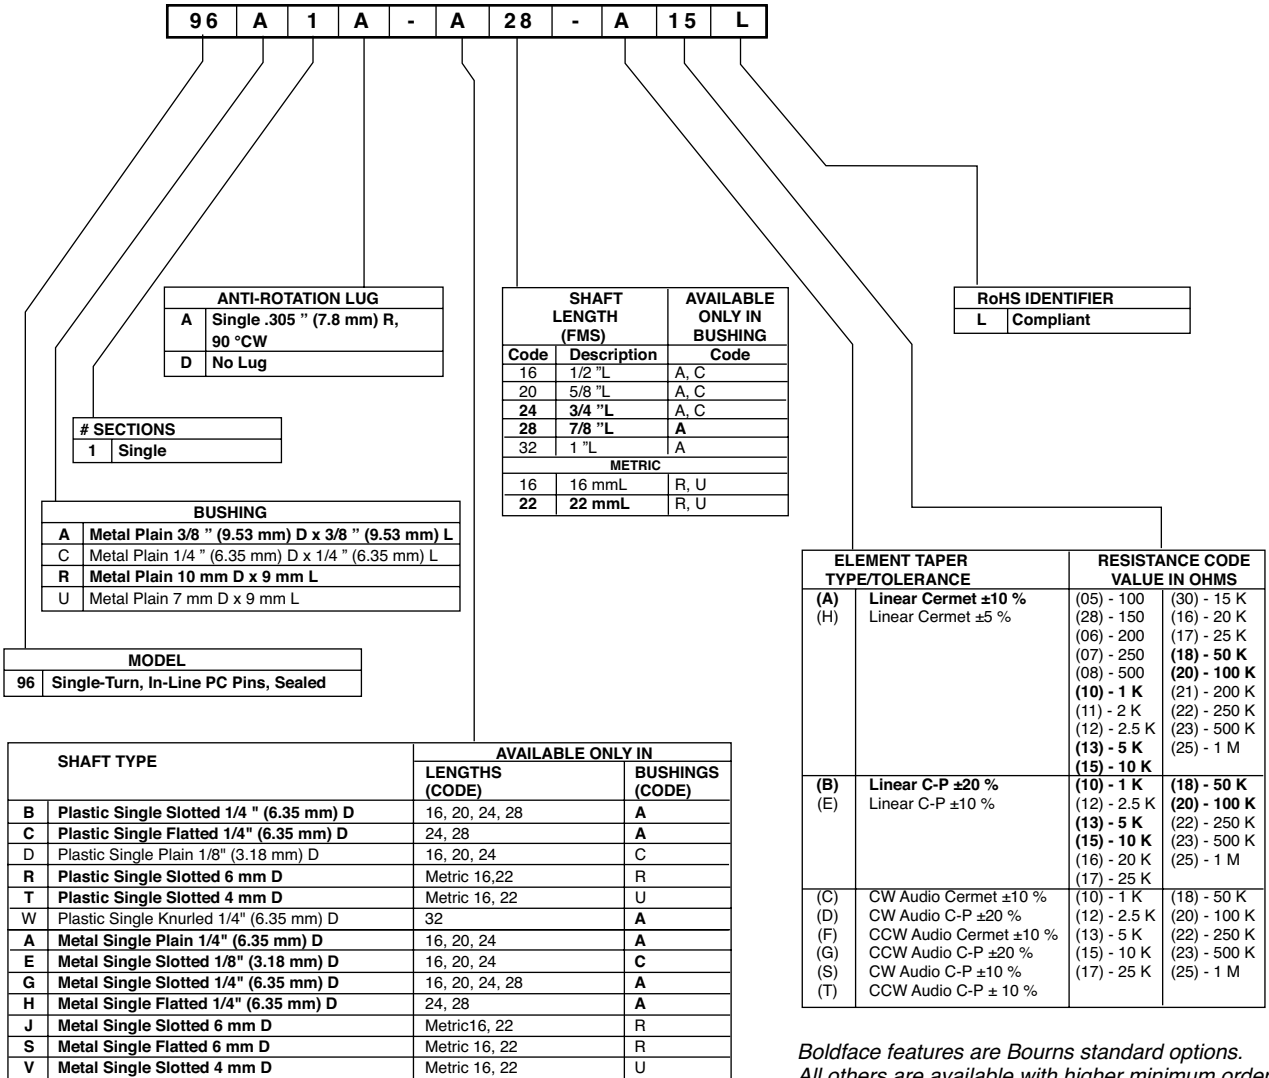 96 A 1 A - A 28 - A 15 L
ANTI-ROTATION LUG
A Single .305 ” (7.8 mm) R,
90 °CW
D No Lug
SHAFT LENGTH (FMS) AVAILABLE ONLY IN BUSHING
Code Description Code
16 1/2 ”L A, C
20 5/8 ”L A, C
24 3/4 ”L A, C
28 7/8 ”L A
32 1 ”L A
METRIC
16 16 mmL R, U
22 22 mmL R, U
RoHS IDENTIFIER
L Compliant
# SECTIONS
1 Single
BUSHING
A Metal Plain 3/8 ” (9.53 mm) D x 3/8 ” (9.53 mm) L
C Metal Plain 1/4 ” (6.35 mm) D x 1/4 ” (6.35 mm) L
R Metal Plain 10 mm D x 9 mm L
U Metal Plain 7 mm D x 9 mm L
MODEL
96 Single-Turn, In-Line PC Pins, Sealed
SHAFT TYPE AVAILABLE ONLY IN
LENGTHS (CODE) BUSHINGS (CODE)
B Plastic Single Slotted 1/4 " (6.35 mm) D 16, 20, 24, 28 A
C Plastic Single Flatted 1/4" (6.35 mm) D 24, 28 A
D Plastic Single Plain 1/8" (3.18 mm) D 16, 20, 24 C
R Plastic Single Slotted 6 mm D Metric 16,22 R
T Plastic Single Slotted 4 mm D Metric 16, 22 U
W Plastic Single Knurled 1/4" (6.35 mm) D 32 A
A Metal Single Plain 1/4" (6.35 mm) D 16, 20, 24 A
E Metal Single Slotted 1/8" (3.18 mm) D 16, 20, 24 C
G Metal Single Slotted 1/4" (6.35 mm) D 16, 20, 24, 28 A
H Metal Single Flatted 1/4" (6.35 mm) D 24, 28 A
J Metal Single Slotted 6 mm D Metric16, 22 R
S Metal Single Flatted 6 mm D Metric 16, 22 R
V Metal Single Slotted 4 mm D Metric 16, 22 U
ELEMENT TAPER RESISTANCE CODE
TYPE/TOLERANCE VALUE IN OHMS
(A) Linear Cermet ±10 % (05) - 100 (30) - 15 K
(H) Linear Cermet ±5 % (28) - 150 (16) - 20 K
(06) - 200 (17) - 25 K
(07) - 250 (18) - 50 K
(08) - 500 (20) - 100 K
(10) - 1 K (21) - 200 K
(11) - 2 K (22) - 250 K
(12) - 2.5 K (23) - 500 K
(13) - 5 K (25) - 1 M
(15) - 10 K
(B) Linear C-P ±20 % (10) - 1 K (18) - 50 K
(E) Linear C-P ±10 % (12) - 2.5 K (20) - 100 K
(13) - 5 K (22) - 250 K
(15) - 10 K (23) - 500 K
(16) - 20 K (25) - 1 M
(17) - 25 K
(C) CW Audio Cermet ±10 % (10) - 1 K (18) - 50 K
(D) CW Audio C-P ±20 % (12) - 2.5 K (20) - 100 K
(F) CCW Audio Cermet ±10 % (13) - 5 K (22) - 250 K
(G) CCW Audio C-P ±20 % (15) - 10 K (23) - 500 K
(S) CW Audio C-P ±10 % (17) - 25 K (25) - 1 M
(T) CCW Audio C-P ± 10 %
Boldface features are Bourns standard options.
All others are available with higher minimum order